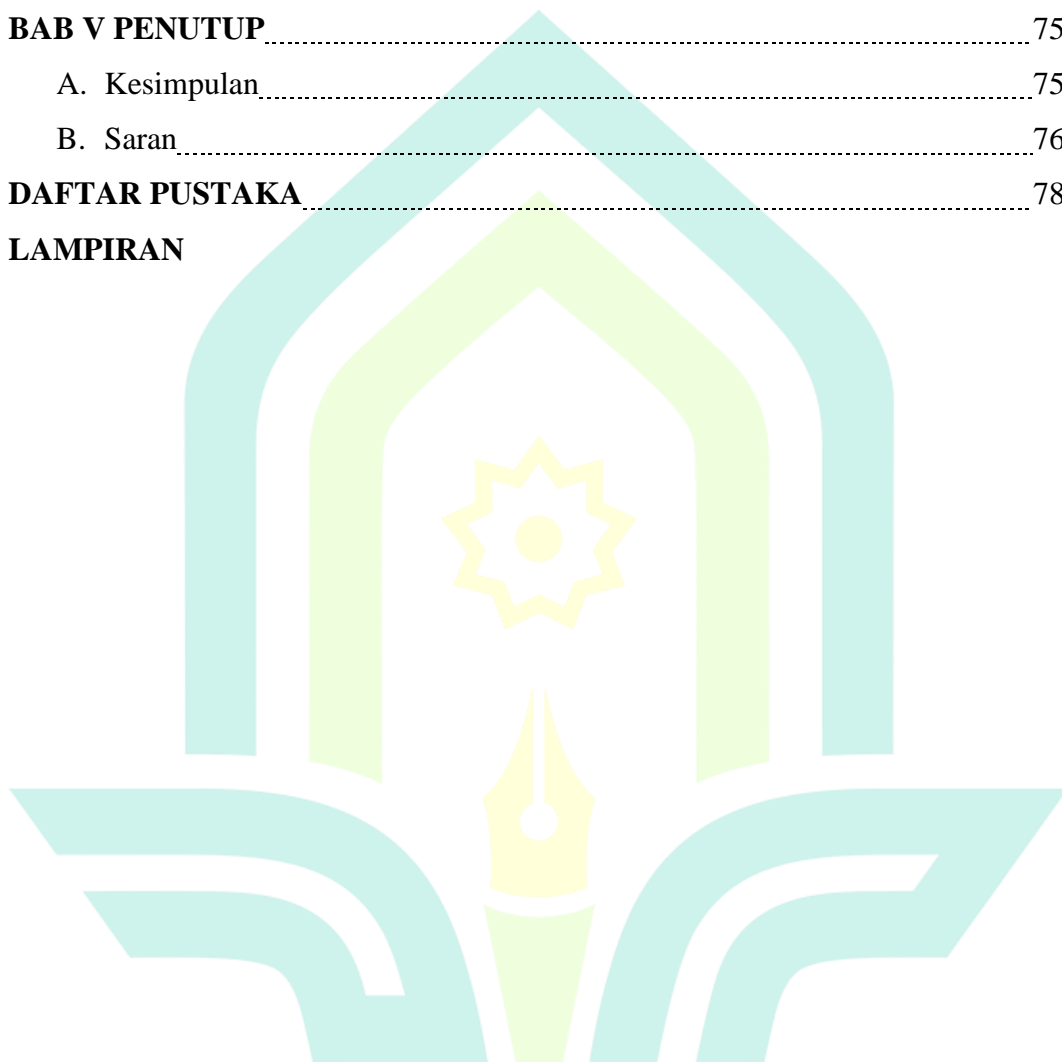 BAB V PENUTUP 75
A. Kesimpulan 75
B. Saran 76
DAFTAR PUSTAKA 78
LAMPIRAN